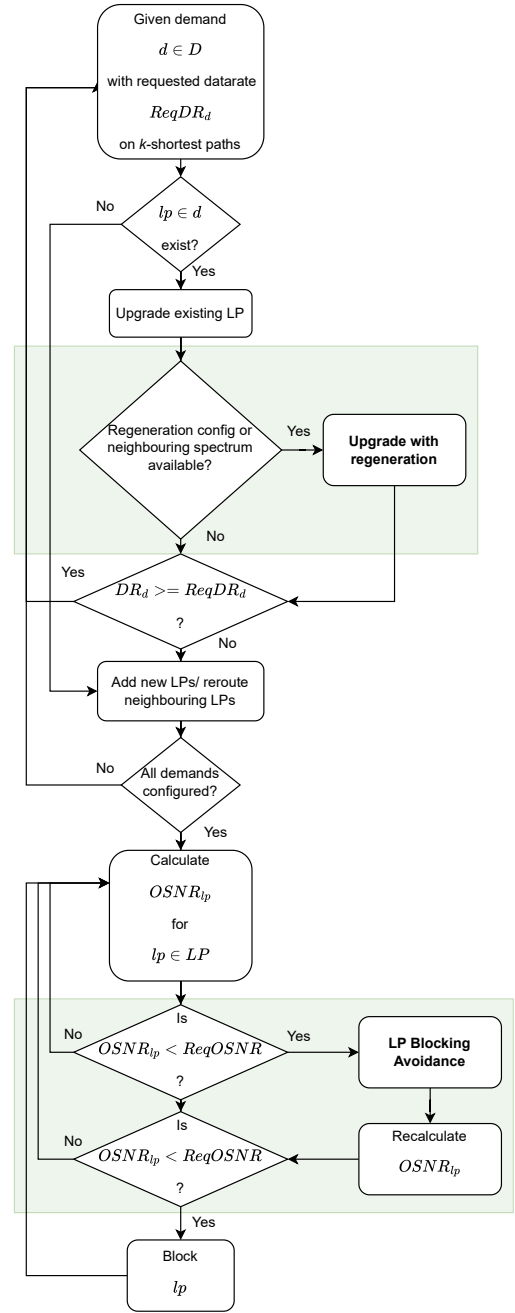 Given demand
d ∈ D
with requested datarate
ReqDR_d
on k-shortest paths
No
lp ∈ d
exist?
Yes
Upgrade existing LP
Regeneration config or
neighbouring spectrum
available?
Yes
Upgrade with
regeneration
No
Yes
DR_d >= ReqDR_d
?
No
Add new LPs/ reroute
neighbouring LPs
No
All demands
configured?
Yes
Calculate
OSNR_lp
for
lp ∈ LP
No
Is
OSNR_lp < ReqOSNR
?
Yes
LP Blocking
Avoidance
No
Is
OSNR_lp < ReqOSNR
?
Recalculate
OSNR_lp
Yes
Block
lp